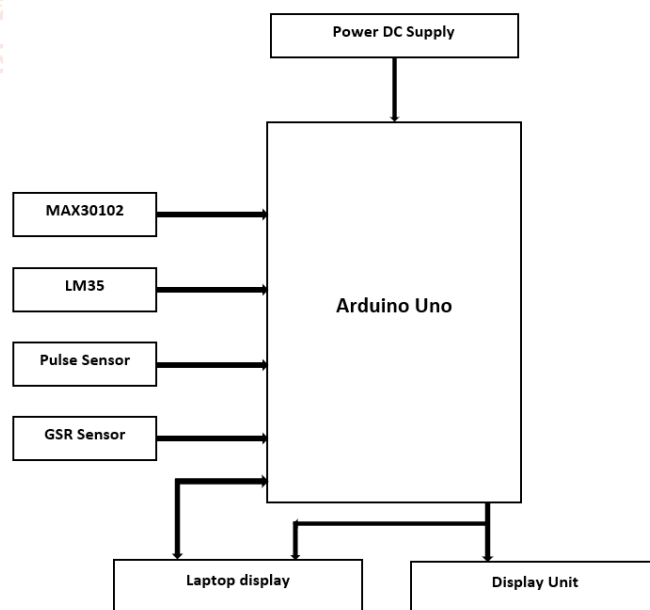 Power DC Supply
MAX30102
LM35
Arduino Uno
Pulse Sensor
GSR Sensor
Laptop display
Display Unit